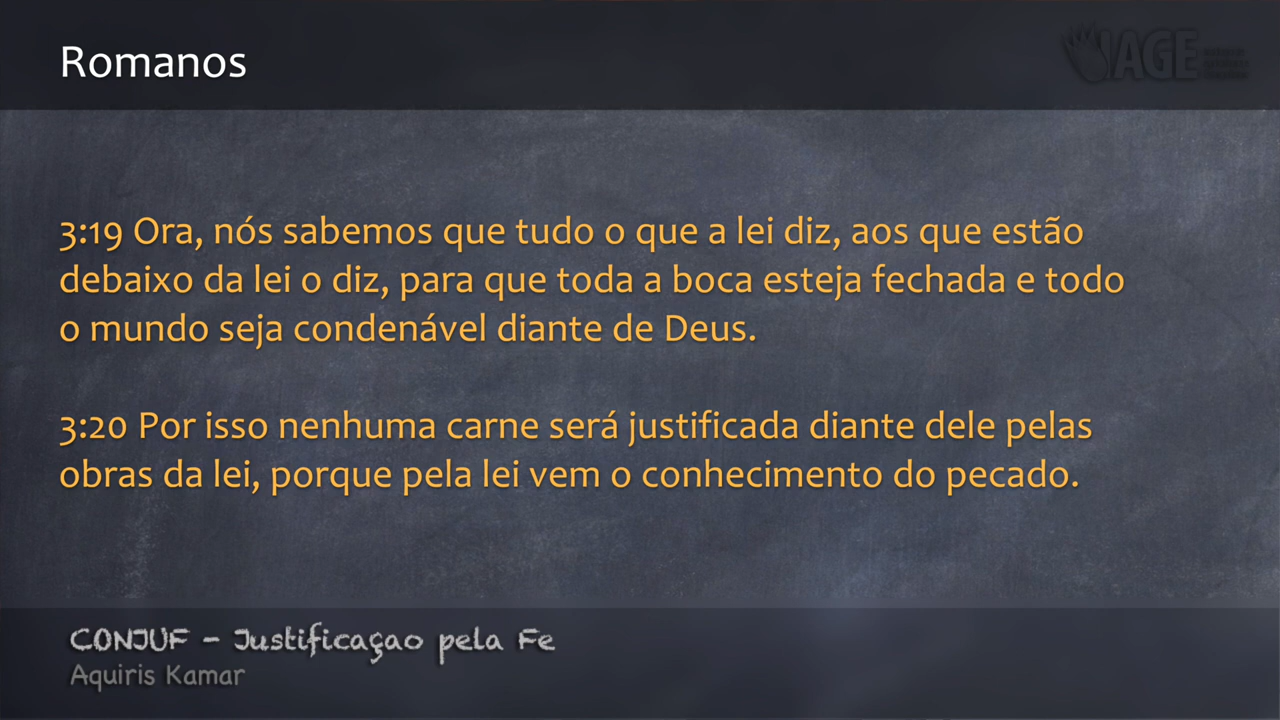 Romanos
IAGE
3:19 Ora, nós sabemos que tudo o que a lei diz, aos que estão
debaixo da lei o diz, para que toda a boca esteja fechada e todo
o mundo seja condenável diante de Deus.
3:20 Por isso nenhuma carne será justificada diante dele pelas
obras da lei, porque pela lei vem o conhecimento do pecado.
CONJUF - Justificaçao pela Fe
Aquiris Kamar